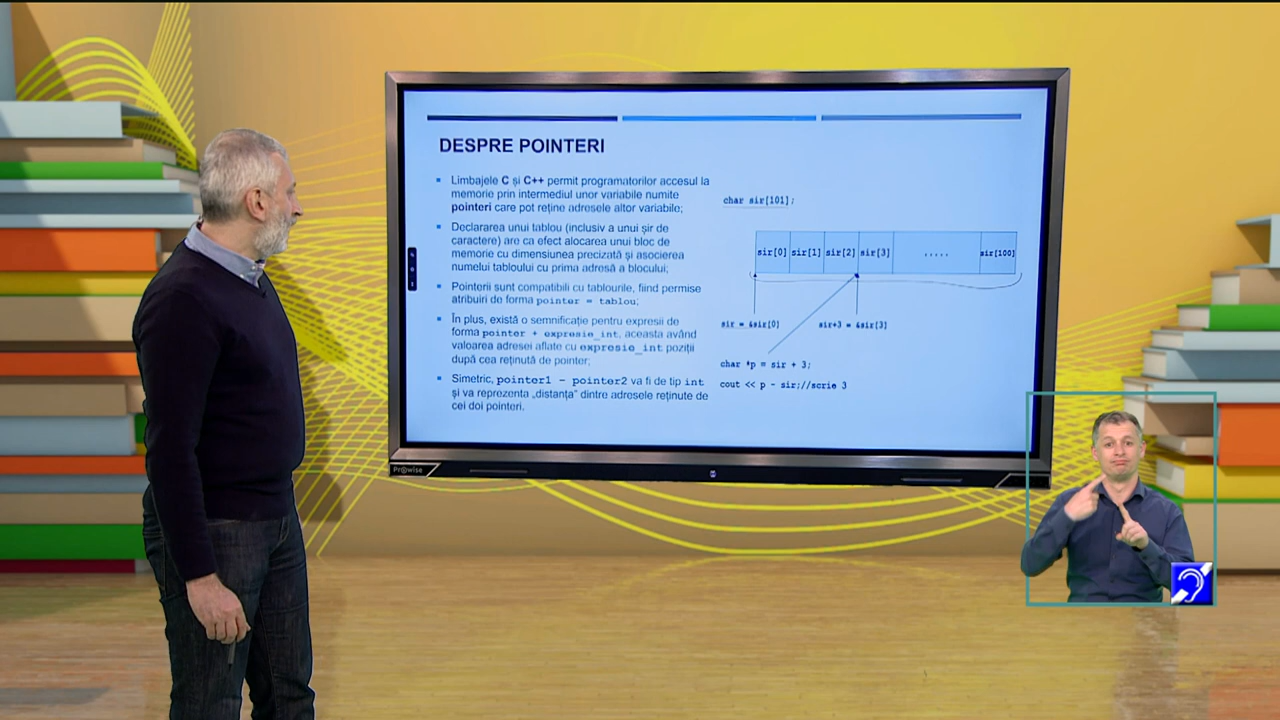 DESPRE POINTERI
Limbajele C și C++ permit programatorilor accesul la
memorie prin intermediul unor variabile numite
pointeri care pot reține adresele altor variabile;
Declararea unui tablou (inclusiv a unui șir de
caractere) are ca efect alocarea unui bloc de
memorie cu dimensiunea precizată și asocierea
numelui tabloului cu prima adresă a blocului;
Pointerii sunt compatibili cu tablourile, fiind permise
atribuiri de forma pointer = tablou;
În plus, există o semnificație pentru expresii de
forma pointer + expresie_int, aceasta având
valoarea adresei aflate cu expresie_int poziții
după cea reținută de pointer;
Simetric, pointer1 - pointer2 va fi de tip int
și va reprezenta „distanța” dintre adresele reținute de
cei doi pointeri.
char sir[101];
sir[0] sir[1] sir[2] sir[3] ..... sir[100]
sir = &sir[0] sir+3 = &sir[3]
char *p = sir + 3;
cout << p - sir;//scrie 3
Prowise